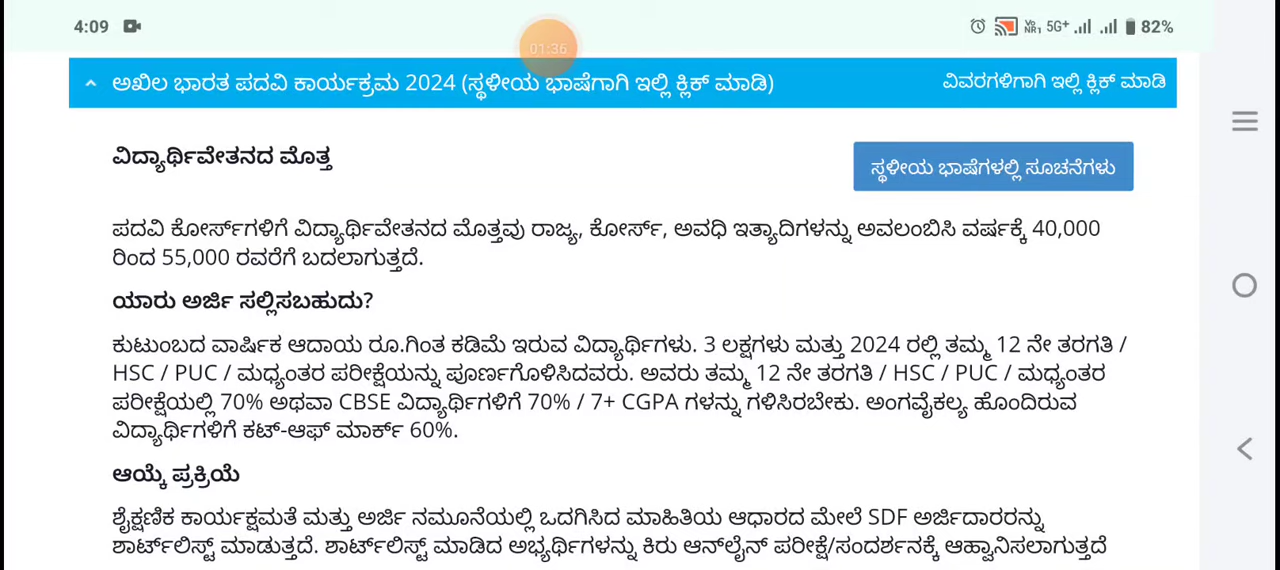 4:09
01:36
Vo NR1 5G+ 82%
ಅಖಿಲ ಭಾರತ ಪದವಿ ಕಾರ್ಯಕ್ರಮ 2024 (ಸ್ಥಳೀಯ ಭಾಷೆಗಾಗಿ ಇಲ್ಲಿ ಕ್ಲಿಕ್ ಮಾಡಿ) ವಿವರಗಳಿಗಾಗಿ ಇಲ್ಲಿ ಕ್ಲಿಕ್ ಮಾಡಿ
ವಿದ್ಯಾರ್ಥಿವೇತನದ ಮೊತ್ತ
ಸ್ಥಳೀಯ ಭಾಷೆಗಳಲ್ಲಿ ಸೂಚನೆಗಳು
ಪದವಿ ಕೋರ್ಸ್‌ಗಳಿಗೆ ವಿದ್ಯಾರ್ಥಿವೇತನದ ಮೊತ್ತವು ರಾಜ್ಯ, ಕೋರ್ಸ್, ಅವಧಿ ಇತ್ಯಾದಿಗಳನ್ನು ಅವಲಂಬಿಸಿ ವರ್ಷಕ್ಕೆ 40,000
ರಿಂದ 55,000 ರವರೆಗೆ ಬದಲಾಗುತ್ತದೆ.
ಯಾರು ಅರ್ಜಿ ಸಲ್ಲಿಸಬಹುದು?
ಕುಟುಂಬದ ವಾರ್ಷಿಕ ಆದಾಯ ರೂ.ಗಿಂತ ಕಡಿಮೆ ಇರುವ ವಿದ್ಯಾರ್ಥಿಗಳು. 3 ಲಕ್ಷಗಳು ಮತ್ತು 2024 ರಲ್ಲಿ ತಮ್ಮ 12 ನೇ ತರಗತಿ /
HSC / PUC / ಮಧ್ಯಂತರ ಪರೀಕ್ಷೆಯನ್ನು ಪೂರ್ಣಗೊಳಿಸಿದವರು. ಅವರು ತಮ್ಮ 12 ನೇ ತರಗತಿ / HSC / PUC / ಮಧ್ಯಂತರ
ಪರೀಕ್ಷೆಯಲ್ಲಿ 70% ಅಥವಾ CBSE ವಿದ್ಯಾರ್ಥಿಗಳಿಗೆ 70% / 7+ CGPA ಗಳನ್ನು ಗಳಿಸಿರಬೇಕು. ಅಂಗವೈಕಲ್ಯ ಹೊಂದಿರುವ
ವಿದ್ಯಾರ್ಥಿಗಳಿಗೆ ಕಟ್-ಆಫ್ ಮಾರ್ಕ್ 60%.
ಆಯ್ಕೆ ಪ್ರಕ್ರಿಯೆ
ಶೈಕ್ಷಣಿಕ ಕಾರ್ಯಕ್ಷಮತೆ ಮತ್ತು ಅರ್ಜಿ ನಮೂನೆಯಲ್ಲಿ ಒದಗಿಸಿದ ಮಾಹಿತಿಯ ಆಧಾರದ ಮೇಲೆ SDF ಅರ್ಜಿದಾರರನ್ನು
ಶಾರ್ಟ್‌ಲಿಸ್ಟ್ ಮಾಡುತ್ತದೆ. ಶಾರ್ಟ್‌ಲಿಸ್ಟ್ ಮಾಡಿದ ಅಭ್ಯರ್ಥಿಗಳನ್ನು ಕಿರು ಆನ್‌ಲೈನ್ ಪರೀಕ್ಷೆ/ಸಂದರ್ಶನಕ್ಕೆ ಆಹ್ವಾನಿಸಲಾಗುತ್ತದೆ